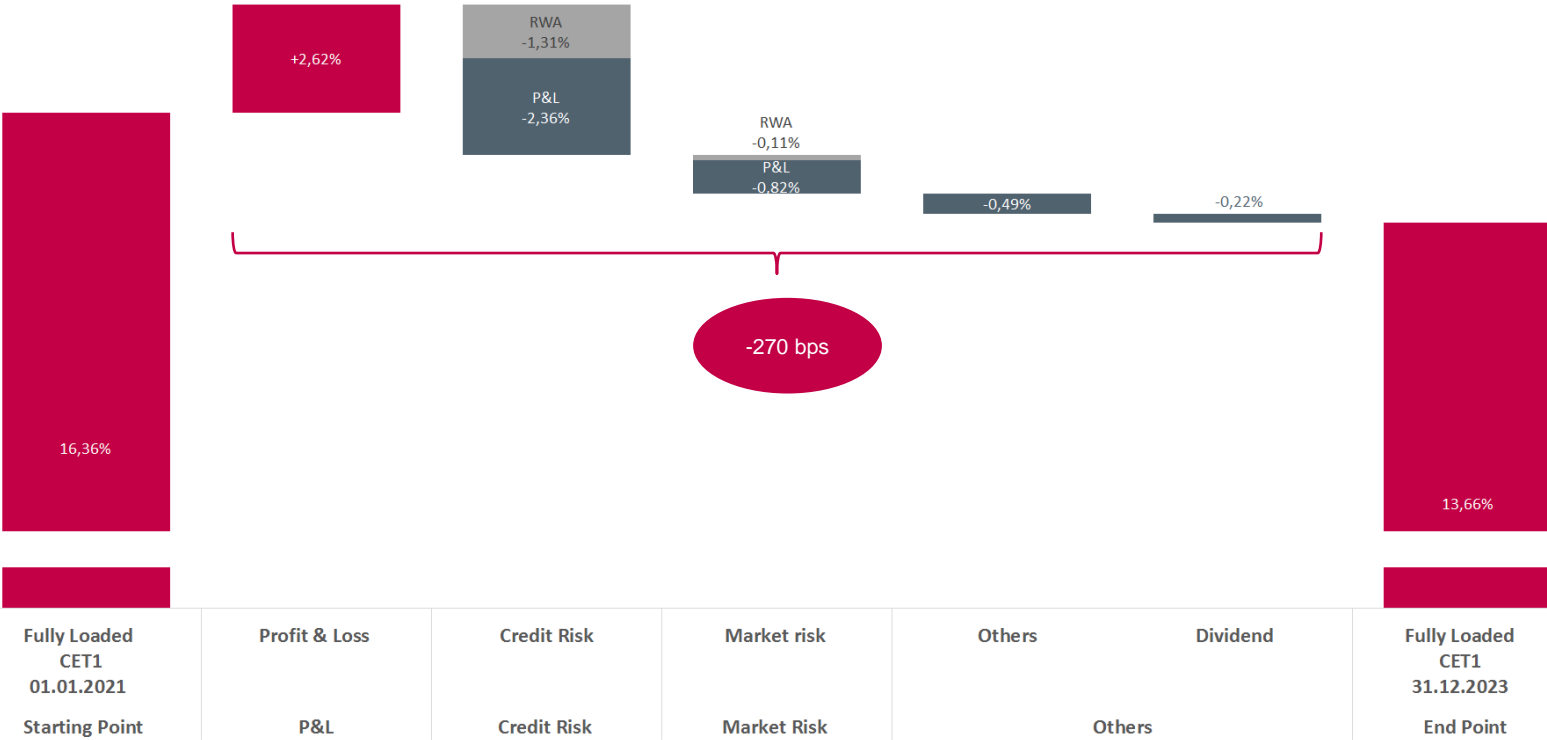 +2,62%
RWA
-1,31%
P&L
-2,36%
RWA
-0,11%
P&L
-0,82%
-0,49%
-0,22%
-270 bps
16,36%
13,66%
Fully Loaded
CET1
01.01.2021
Profit & Loss
Credit Risk
Market risk
Others
Dividend
Fully Loaded
CET1
31.12.2023
Starting Point
P&L
Credit Risk
Market Risk
Others
End Point